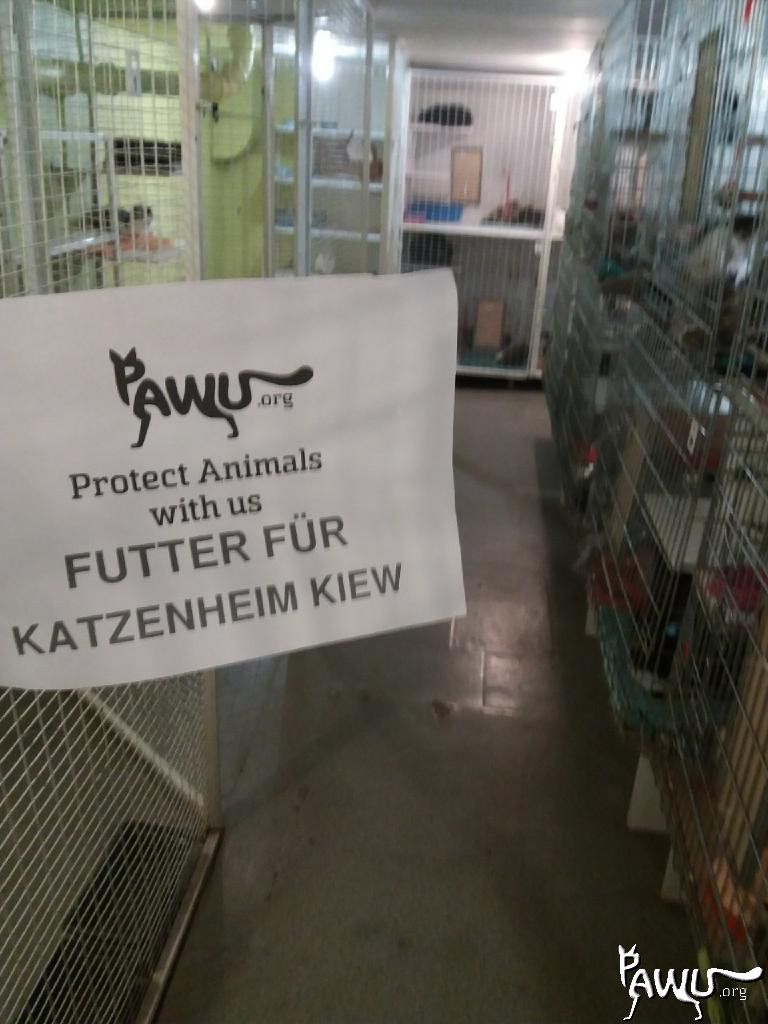 PAWU.org
Protect Animals
with us
FUTTER FÜR
KATZENHEIM KIEW
PAWU.org